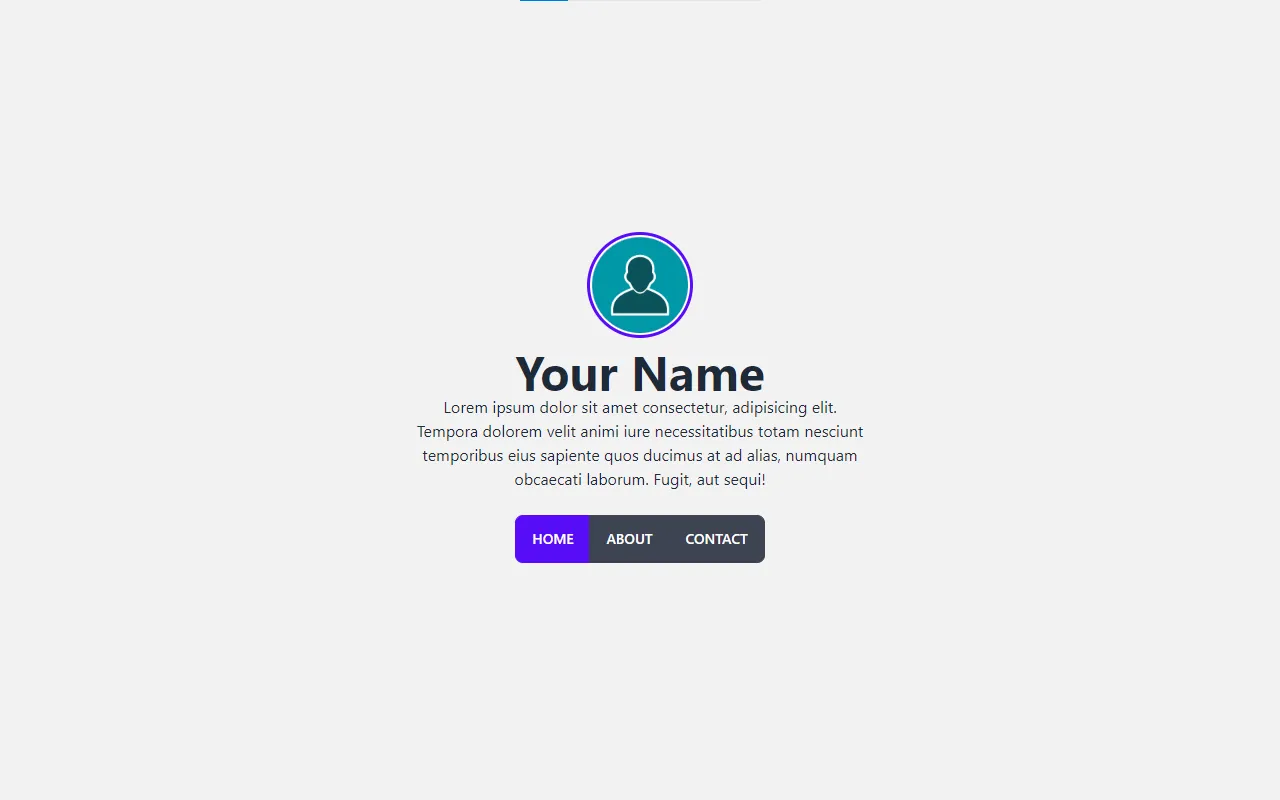 Your Name
Lorem ipsum dolor sit amet consectetur, adipisicing elit.
Tempora dolorem velit animi iure necessitatibus totam nesciunt
temporibus eius sapiente quos ducimus at ad alias, numquam
obcaecati laborum. Fugit, aut sequi!
HOME ABOUT CONTACT